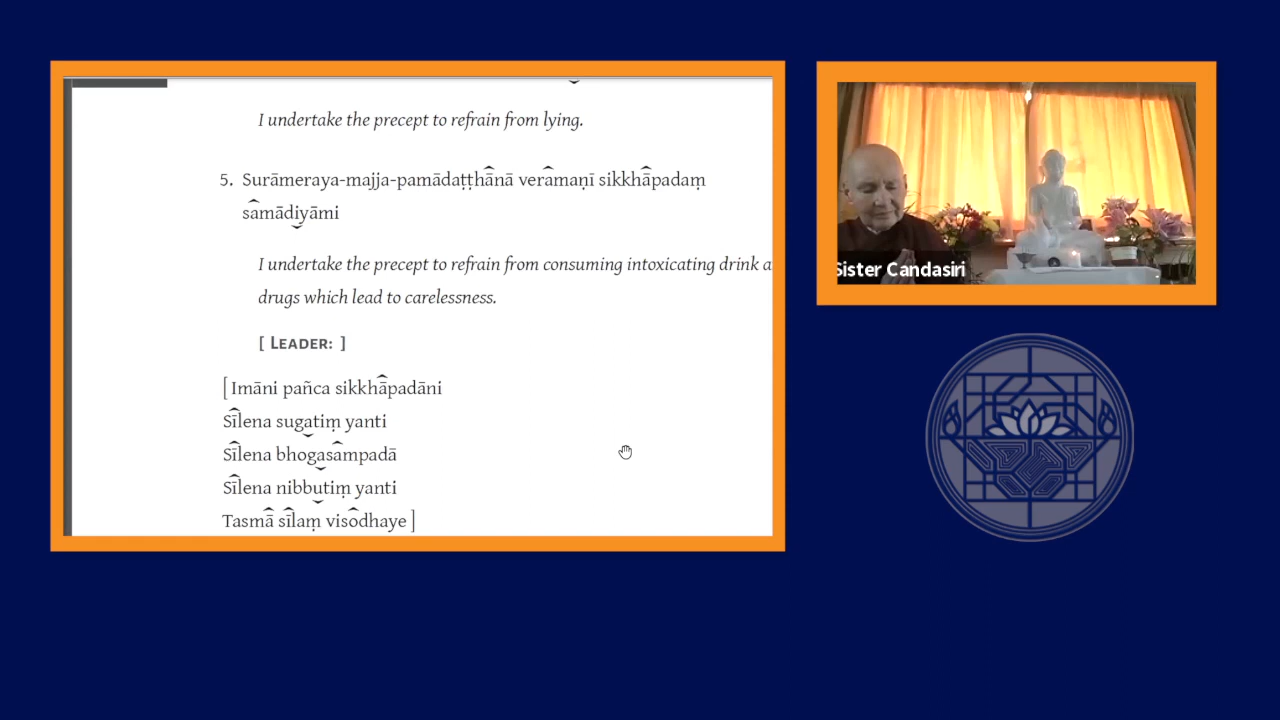 I undertake the precept to refrain from lying.
5. Surāmeraya-majja-pamādaṭṭhānā veramaṇī sikkhāpadaṃ
samādiyāmi
I undertake the precept to refrain from consuming intoxicating drink a
drugs which lead to carelessness.
[ LEADER: ]
[ Imāni pañca sikkhāpadāni
Sīlena sugatiṃ yanti
Sīlena bhogasampadā
Sīlena nibbutiṃ yanti
Tasmā sīlaṃ visodhaye ]
Sister Candasiri